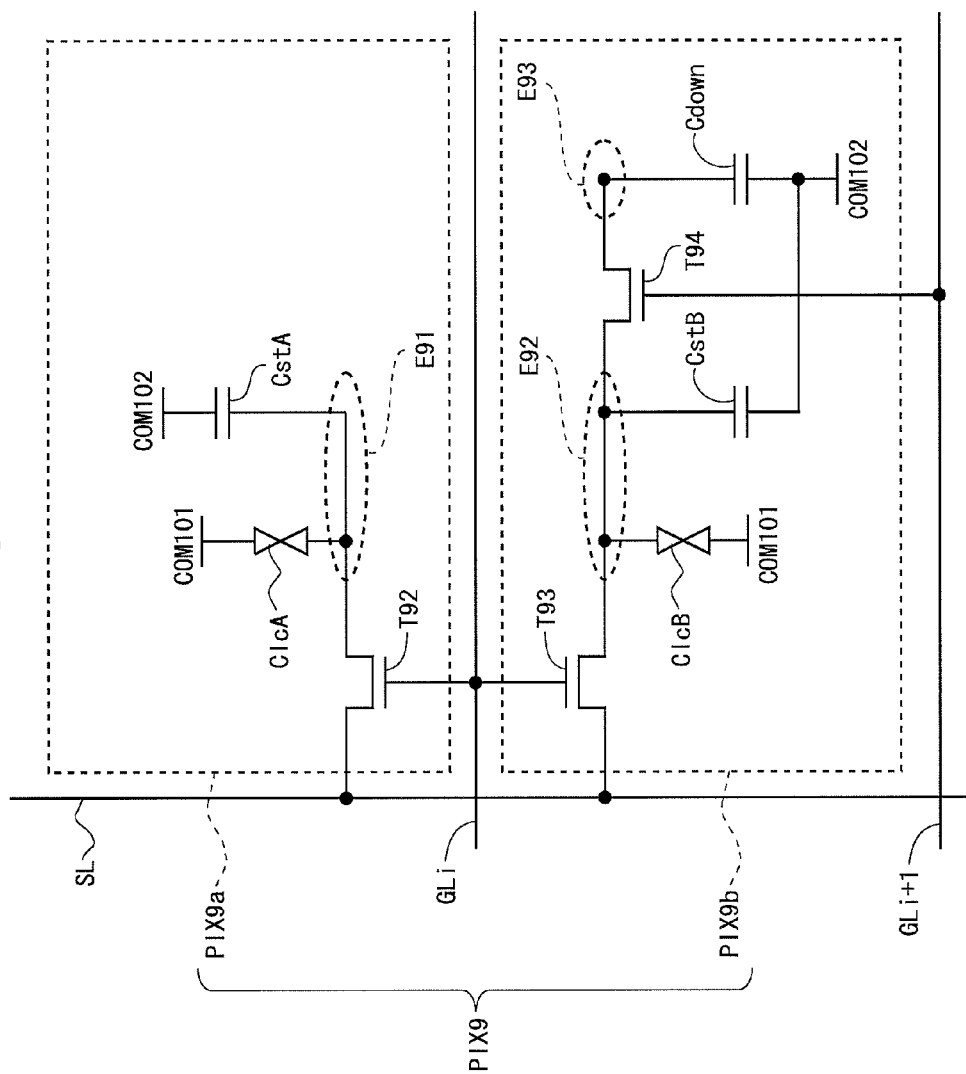 PIX9
PIX9a
PIX9b
SL
GLi
GLi+1
COM101
COM102
ClcA
CstA
T92
E91
T93
E92
E93
ClcB
CstB
T94
Cdown
COM101
COM102